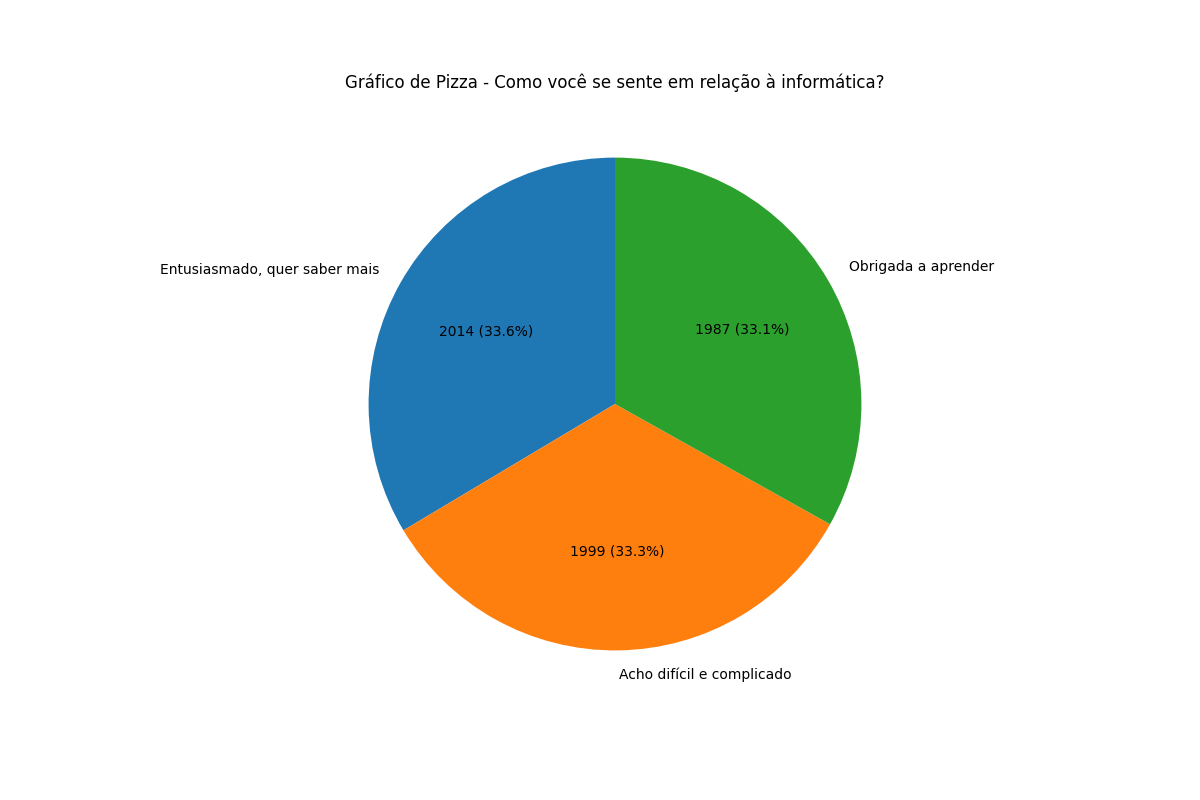 Gráfico de Pizza - Como você se sente em relação à informática?
Entusiasmado, quer saber mais
Obrigada a aprender
2014 (33.6%)
1987 (33.1%)
1999 (33.3%)
Acho difícil e complicado